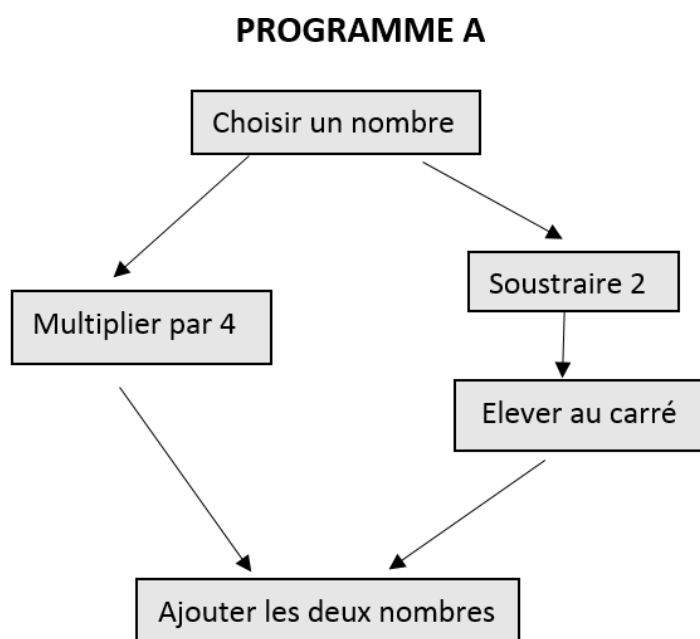 PROGRAMME A
Choisir un nombre
Multiplier par 4
Soustraire 2
Elever au carré
Ajouter les deux nombres